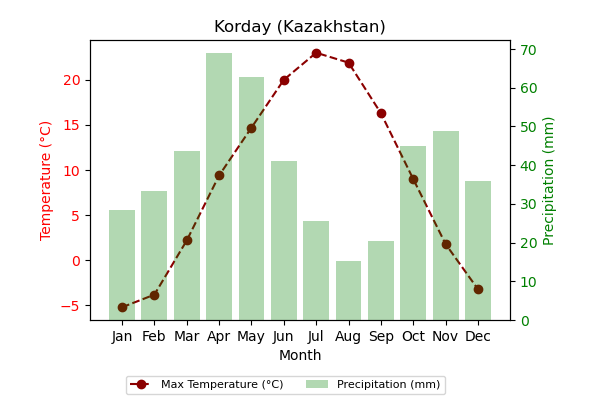 Korday (Kazakhstan)
Temperature (°C)
20
15
10
5
0
−5
70
60
50
40
30
20
10
0
Precipitation (mm)
Jan Feb Mar Apr May Jun Jul Aug Sep Oct Nov Dec
Month
Max Temperature (°C) Precipitation (mm)